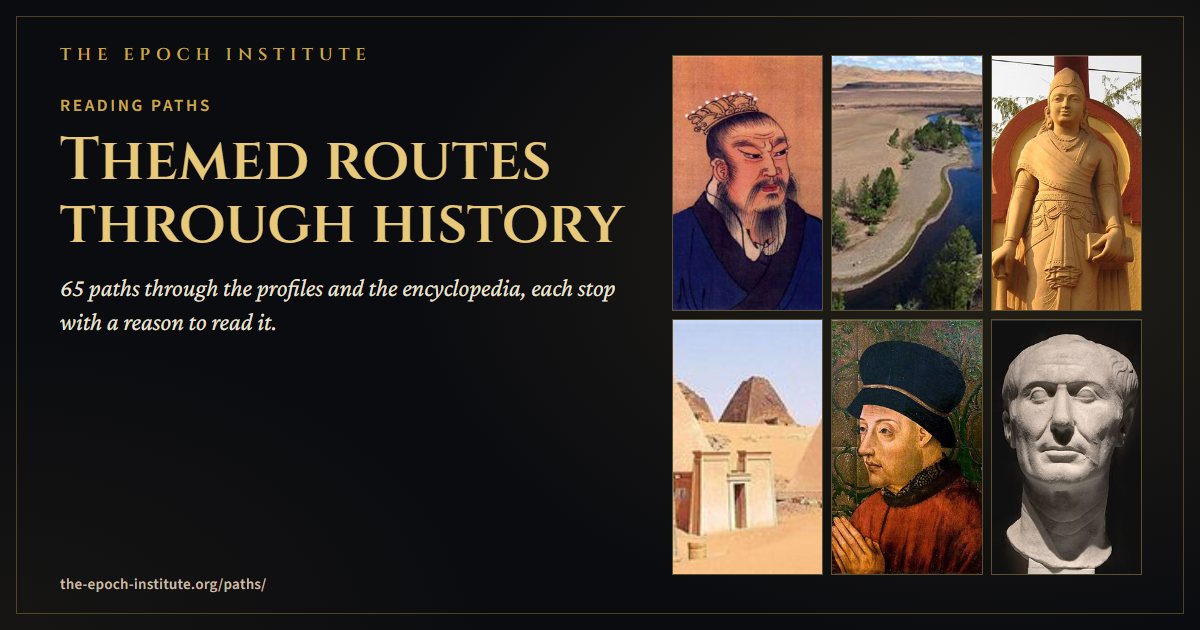 THE EPOCH INSTITUTE
READING PATHS
THEMED ROUTES
THROUGH HISTORY
65 paths through the profiles and the encyclopedia, each stop
with a reason to read it.
the-epoch-institute.org/paths/